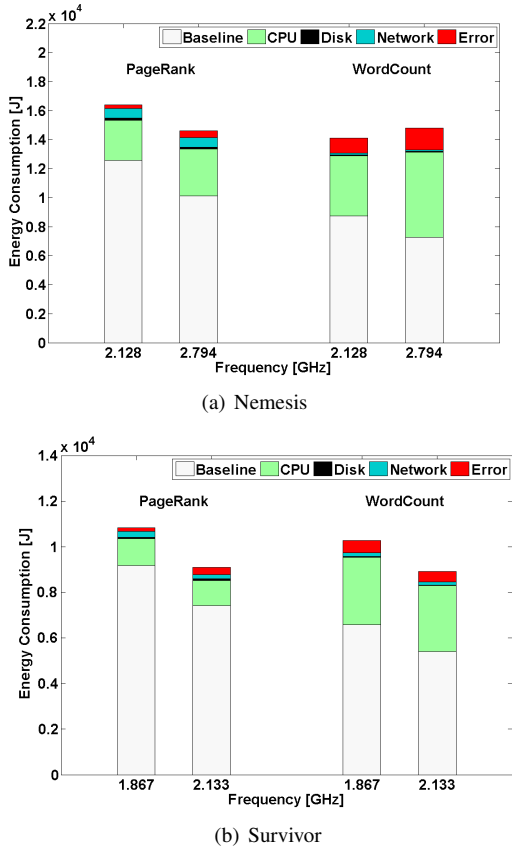 x 10^4
2.2
Baseline CPU Disk Network Error
2
PageRank WordCount
1.8
1.6
1.4
1.2
1
0.8
0.6
0.4
0.2
0
Energy Consumption [J]
2.128 2.794 2.128 2.794
Frequency [GHz]
(a) Nemesis
x 10^4
1.4
Baseline CPU Disk Network Error
1.2
PageRank WordCount
1
0.8
0.6
0.4
0.2
0
Energy Consumption [J]
1.867 2.133 1.867 2.133
Frequency [GHz]
(b) Survivor